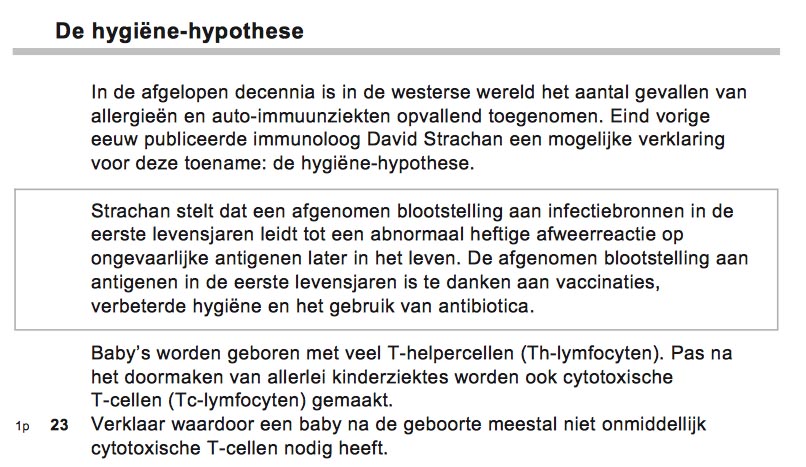 De hygiëne-hypothese
In de afgelopen decennia is in de westerse wereld het aantal gevallen van
allergieën en auto-immuunziekten opvallend toegenomen. Eind vorige
eeuw publiceerde immunoloog David Strachan een mogelijke verklaring
voor deze toename: de hygiëne-hypothese.
Strachan stelt dat een afgenomen blootstelling aan infectiebronnen in de
eerste levensjaren leidt tot een abnormaal heftige afweerreactie op
ongevaarlijke antigenen later in het leven. De afgenomen blootstelling aan
antigenen in de eerste levensjaren is te danken aan vaccinaties,
verbeterde hygiëne en het gebruik van antibiotica.
Baby's worden geboren met veel T-helpercellen (Th-lymfocyten). Pas na
het doormaken van allerlei kinderziektes worden ook cytotoxische
T-cellen (Tc-lymfocyten) gemaakt.
1p 23 Verklaar waardoor een baby na de geboorte meestal niet onmiddellijk
cytotoxische T-cellen nodig heeft.